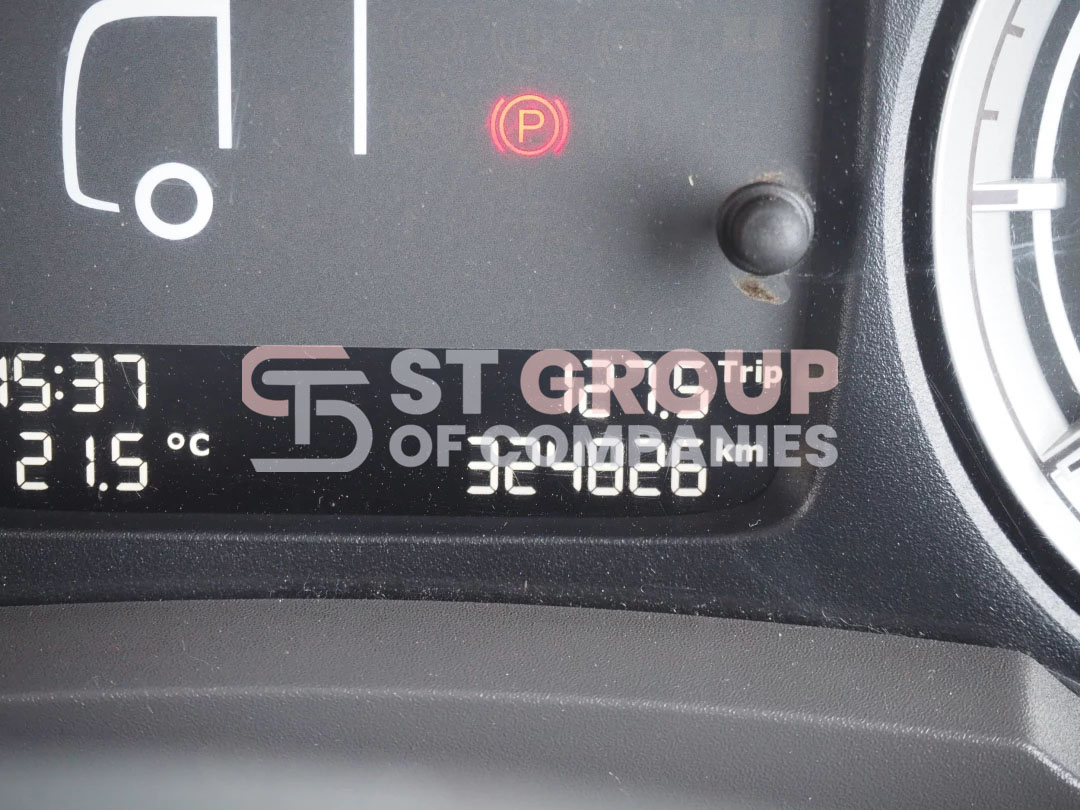 P
15:37
127.5 Trip
21.5 °C
324826 km
ST GROUP
OF COMPANIES